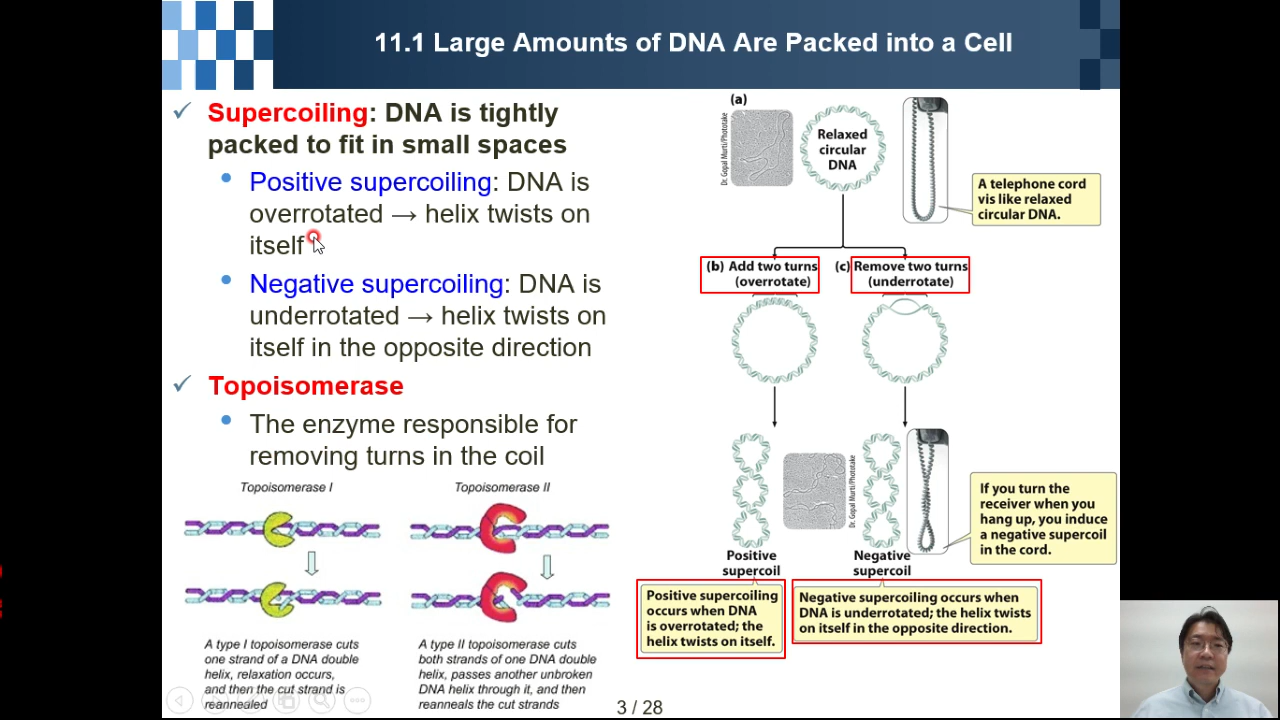 11.1 Large Amounts of DNA Are Packed into a Cell
✓ Supercoiling: DNA is tightly
packed to fit in small spaces
• Positive supercoiling: DNA is
overrotated → helix twists on
itself
• Negative supercoiling: DNA is
underrotated → helix twists on
itself in the opposite direction
✓ Topoisomerase
• The enzyme responsible for
removing turns in the coil
Topoisomerase I
Topoisomerase II
A type I topoisomerase cuts
one strand of a DNA double
helix, relaxation occurs,
and then the cut strand is
reannealed
A type II topoisomerase cuts
both strands of one DNA double
helix, passes another unbroken
DNA helix through it, and then
reanneals the cut strands
(a)
Dr. Gopal Murti/Phototake
Relaxed
circular
DNA
A telephone cord
vis like relaxed
circular DNA.
(b) Add two turns
(overrotate)
(c) Remove two turns
(underrotate)
Dr. Gopal Murti/Phototake
If you turn the
receiver when you
hang up, you induce
a negative supercoil
in the cord.
Positive
supercoil
Negative
supercoil
Positive supercoiling
occurs when DNA
is overrotated; the
helix twists on itself.
Negative supercoiling occurs when
DNA is underrotated; the helix twists
on itself in the opposite direction.
3 / 28